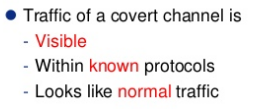 ● Traffic of a covert channel is
- Visible
- Within known protocols
- Looks like normal traffic